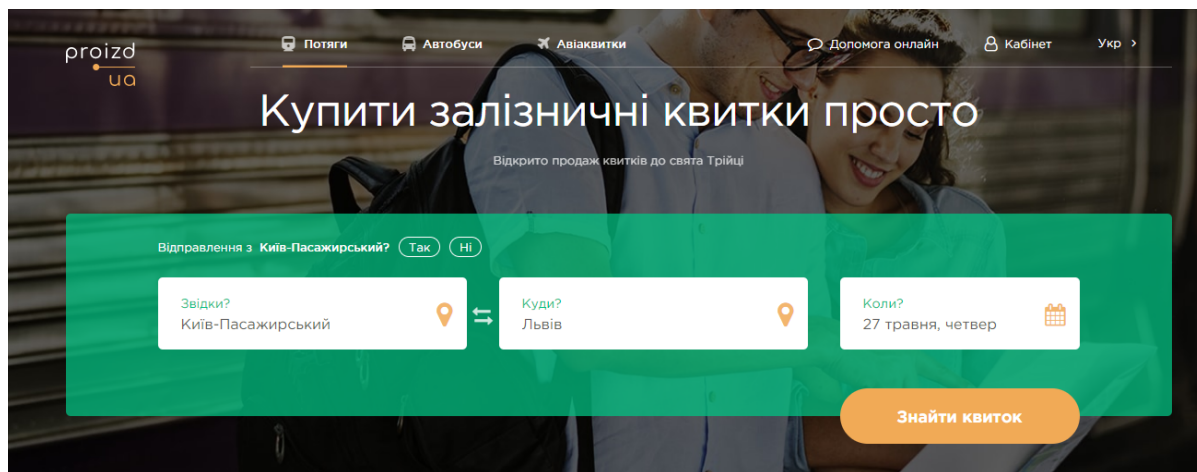 proizd
ua
Потяги
Автобуси
Авіаквитки
Допомога онлайн
Кабінет
Укр >
Купити залізничні квитки просто
Відкрито продаж квитків до свята Трійці
Відправлення з Київ-Пасажирський? Так Ні
Звідки?
Київ-Пасажирський
Куди?
Львів
Коли?
27 травня, четвер
Знайти квиток